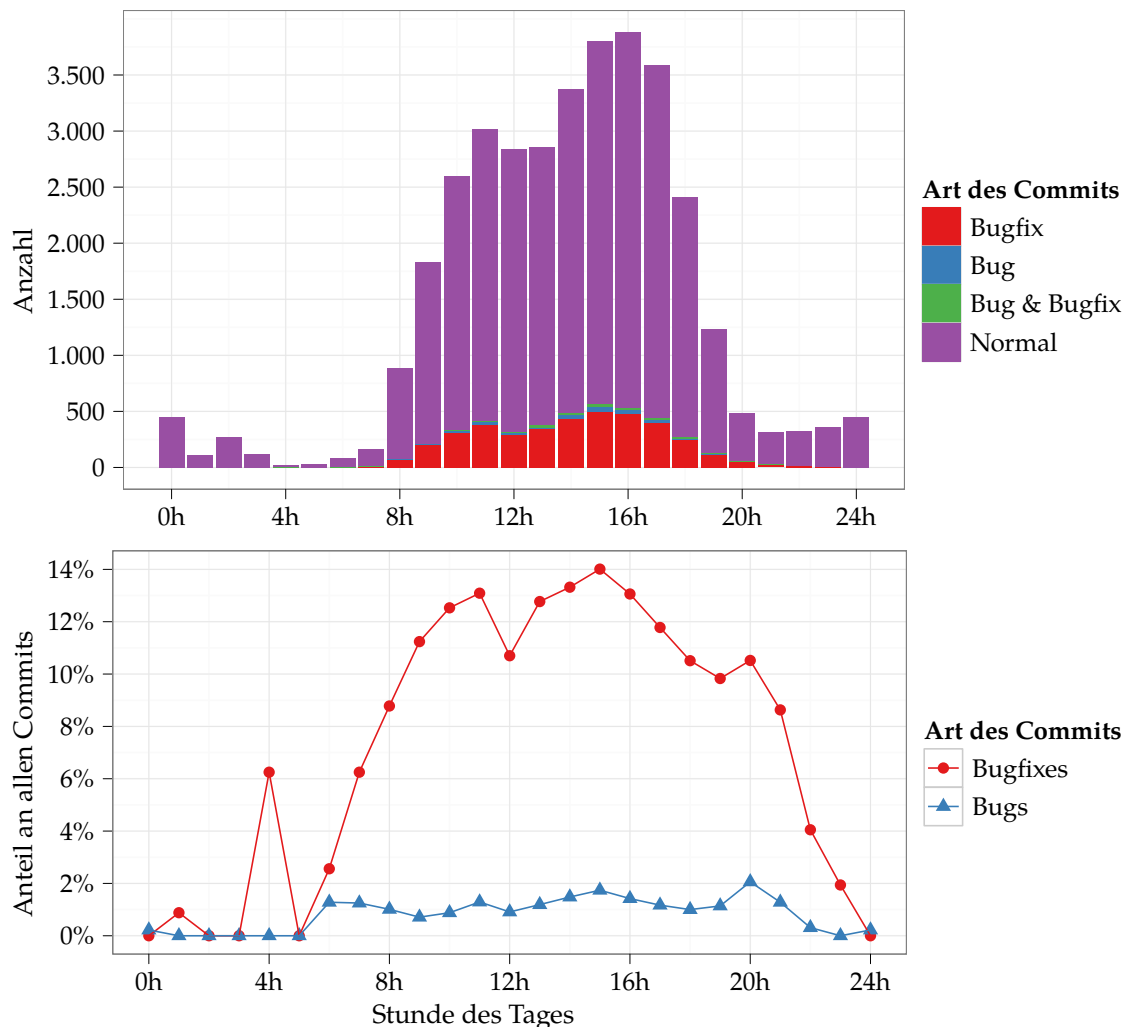 3.500
3.000
2.500
2.000
1.500
1.000
500
0
Anzahl
0h 4h 8h 12h 16h 20h 24h
Art des Commits
Bugfix
Bug
Bug & Bugfix
Normal
14%
12%
10%
8%
6%
4%
2%
0%
Anteil an allen Commits
0h 4h 8h 12h 16h 20h 24h
Stunde des Tages
Art des Commits
Bugfixes
Bugs